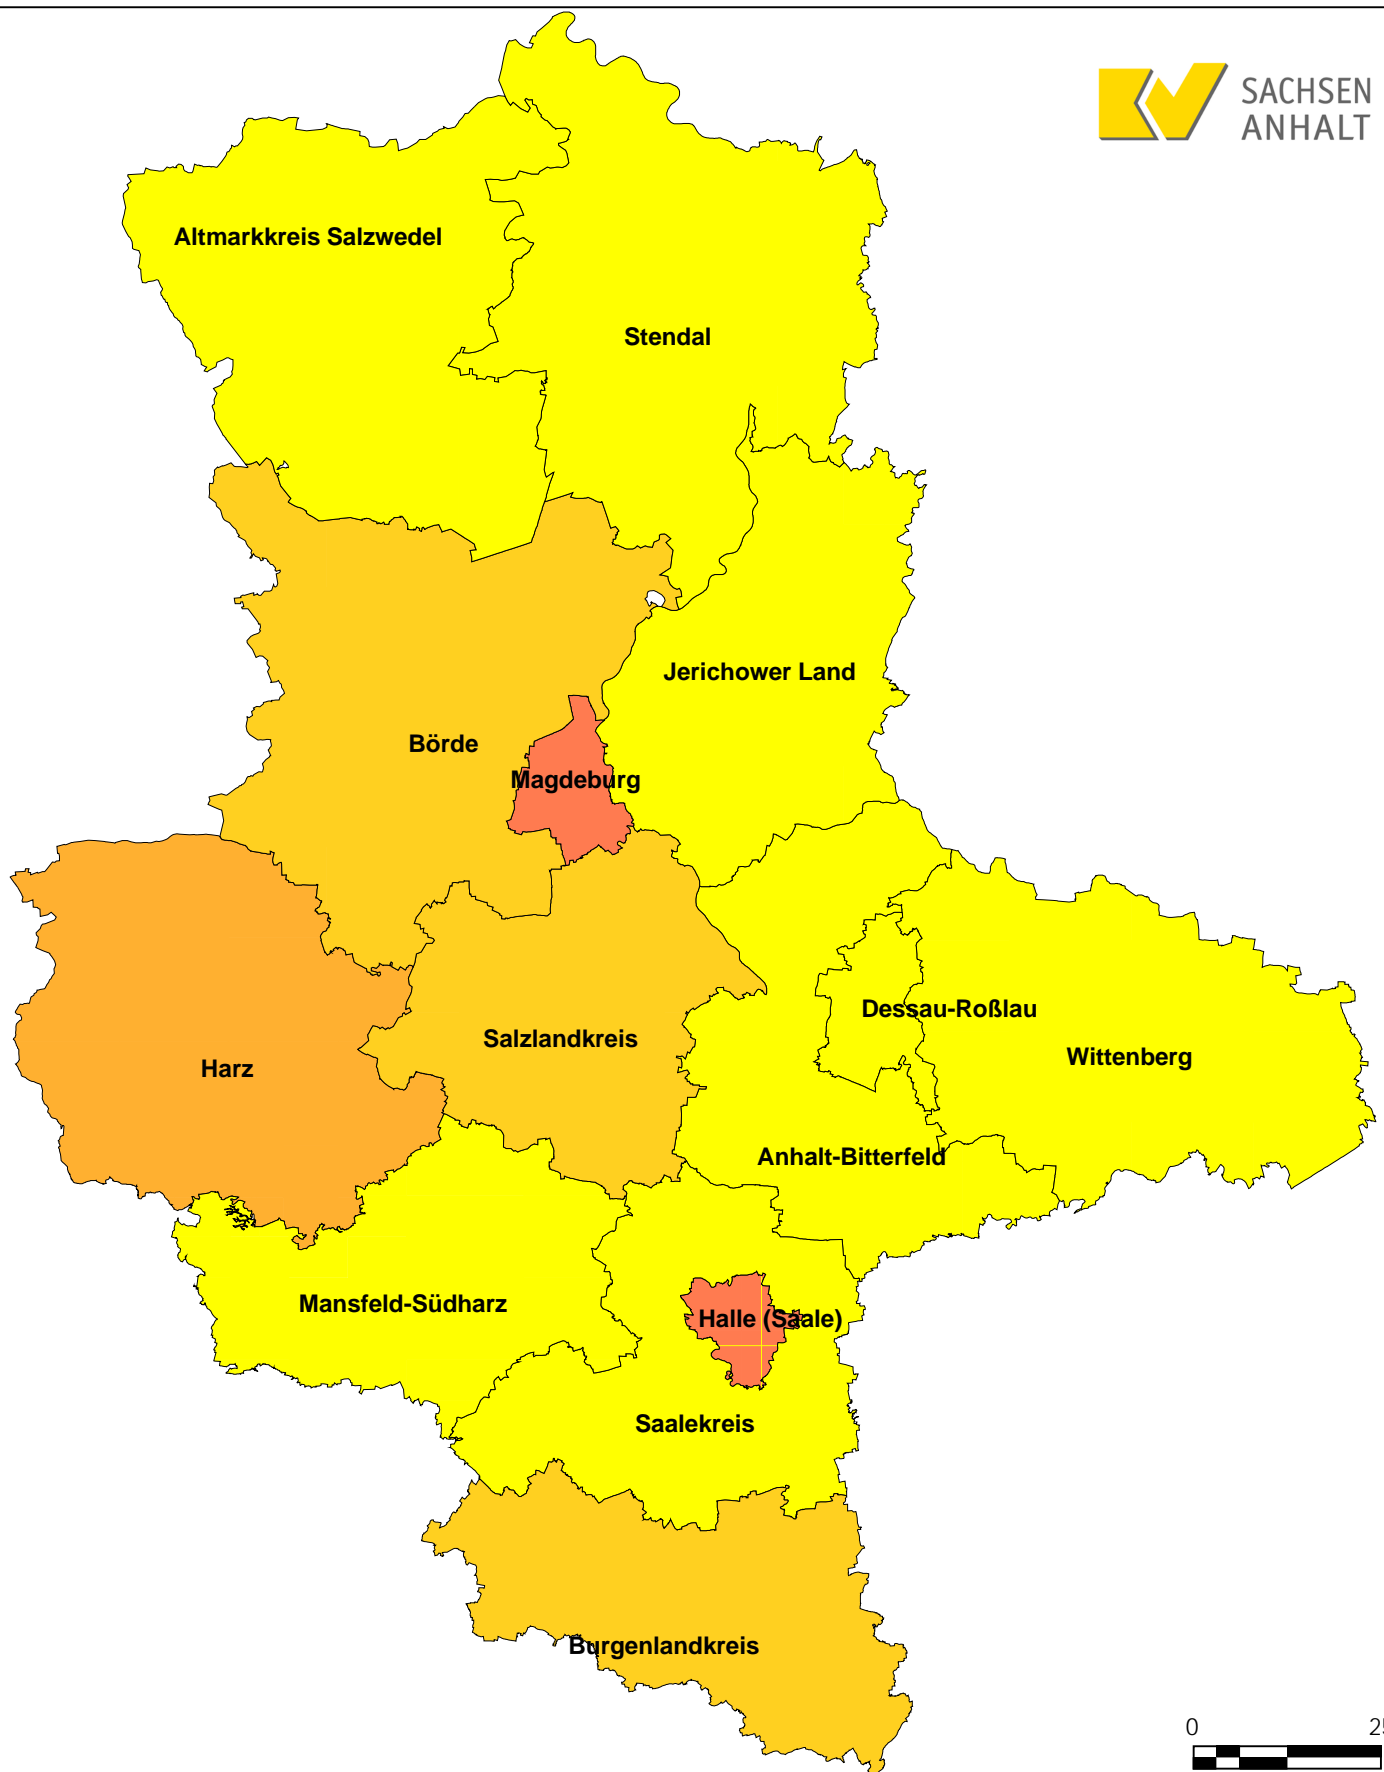 SACHSEN
ANHALT
Altmarkkreis Salzwedel
Stendal
Jerichower Land
Börde
Magdeburg
Dessau-Roßlau
Salzlandkreis
Wittenberg
Harz
Anhalt-Bitterfeld
Mansfeld-Südharz
Halle (Saale)
Saalekreis
Burgenlandkreis
0 25